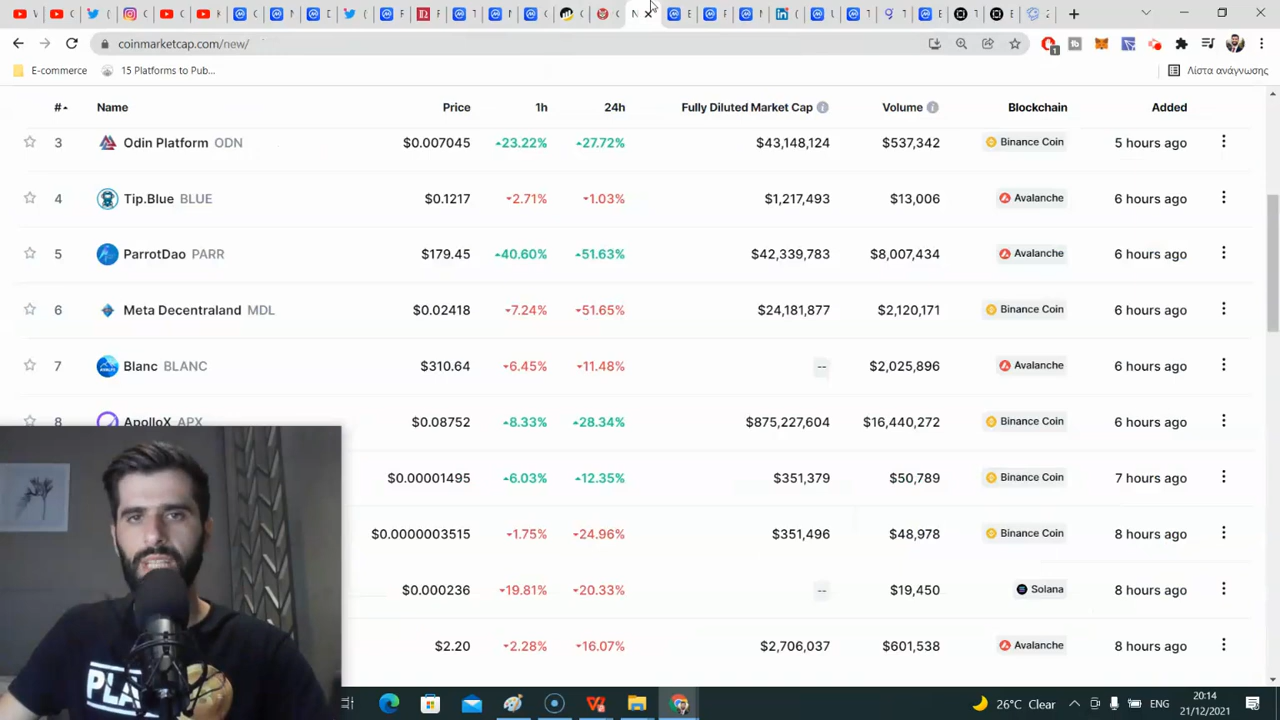 coinmarketcap.com/new/
E-commerce
15 Platforms to Pub...
Λίστα ανάγνωσης
# Name Price 1h 24h Fully Diluted Market Cap Volume Blockchain Added
3 Odin Platform ODN $0.007045 23.22% 27.72% $43,148,124 $537,342 Binance Coin 5 hours ago
4 Tip.Blue BLUE $0.1217 2.71% 1.03% $1,217,493 $13,006 Avalanche 6 hours ago
5 ParrotDao PARR $179.45 40.60% 51.63% $42,339,783 $8,007,434 Avalanche 6 hours ago
6 Meta Decentraland MDL $0.02418 7.24% 51.65% $24,181,877 $2,120,171 Binance Coin 6 hours ago
7 Blanc BLANC $310.64 6.45% 11.48% -- $2,025,896 Avalanche 6 hours ago
8 ApolloX APX $0.08752 8.33% 28.34% $875,227,604 $16,440,272 Binance Coin 6 hours ago
$0.00001495 6.03% 12.35% $351,379 $50,789 Binance Coin 7 hours ago
$0.0000003515 1.75% 24.96% $351,496 $48,978 Binance Coin 8 hours ago
$0.000236 19.81% 20.33% -- $19,450 Solana 8 hours ago
$2.20 2.28% 16.07% $2,706,037 $601,538 Avalanche 8 hours ago
PLA
26°C Clear
ENG
20:14
21/12/2021